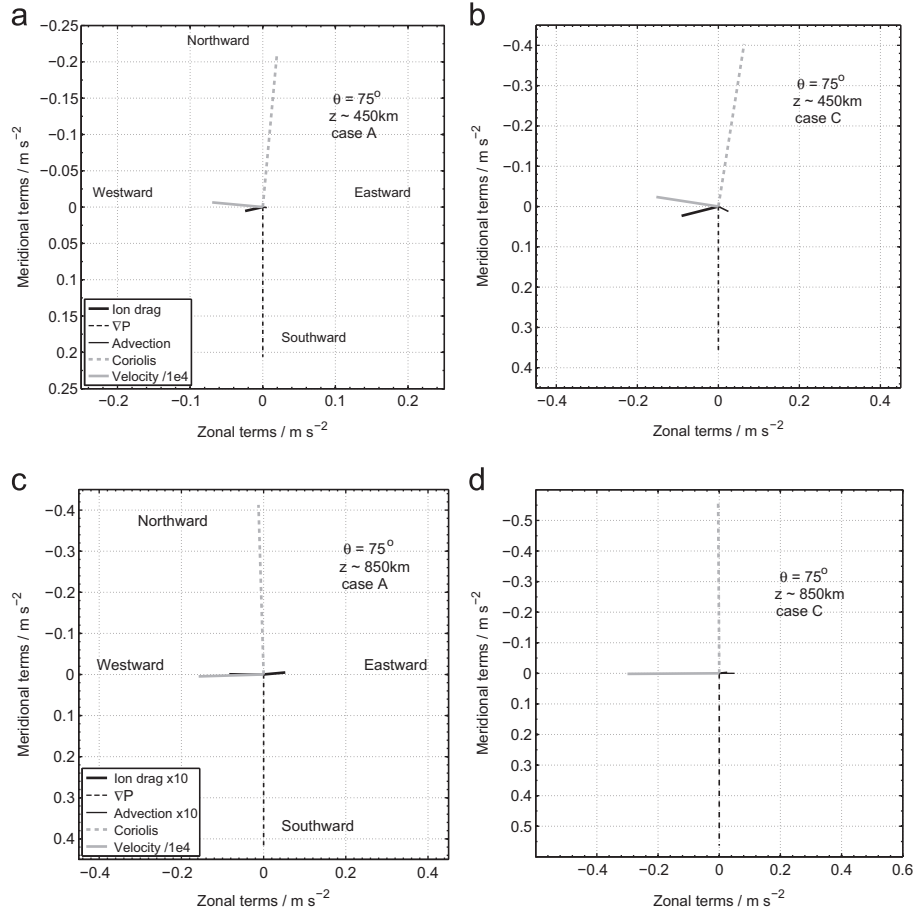 a
−0.25
−0.2
−0.15
−0.1
−0.05
0
0.05
0.1
0.15
0.2
0.25
Meridional terms / m s⁻²
Northward
θ = 75°
z ~ 450km
case A
Westward
Eastward
Southward
Ion drag
∇P
Advection
Coriolis
Velocity /1e4
−0.2
−0.1
0
0.1
0.2
Zonal terms / m s⁻²
b
−0.4
−0.3
−0.2
−0.1
0
0.1
0.2
0.3
0.4
Meridional terms / m s⁻²
θ = 75°
z ~ 450km
case C
−0.4
−0.2
0
0.2
0.4
Zonal terms / m s⁻²
c
−0.4
−0.3
−0.2
−0.1
0
0.1
0.2
0.3
0.4
Meridional terms / m s⁻²
Northward
θ = 75°
z ~ 850km
case A
Westward
Eastward
Southward
Ion drag x10
∇P
Advection x10
Coriolis
Velocity /1e4
−0.4
−0.2
0
0.2
0.4
Zonal terms / m s⁻²
d
−0.5
−0.4
−0.3
−0.2
−0.1
0
0.1
0.2
0.3
0.4
0.5
Meridional terms / m s⁻²
θ = 75°
z ~ 850km
case C
−0.4
−0.2
0
0.2
0.4
0.6
Zonal terms / m s⁻²